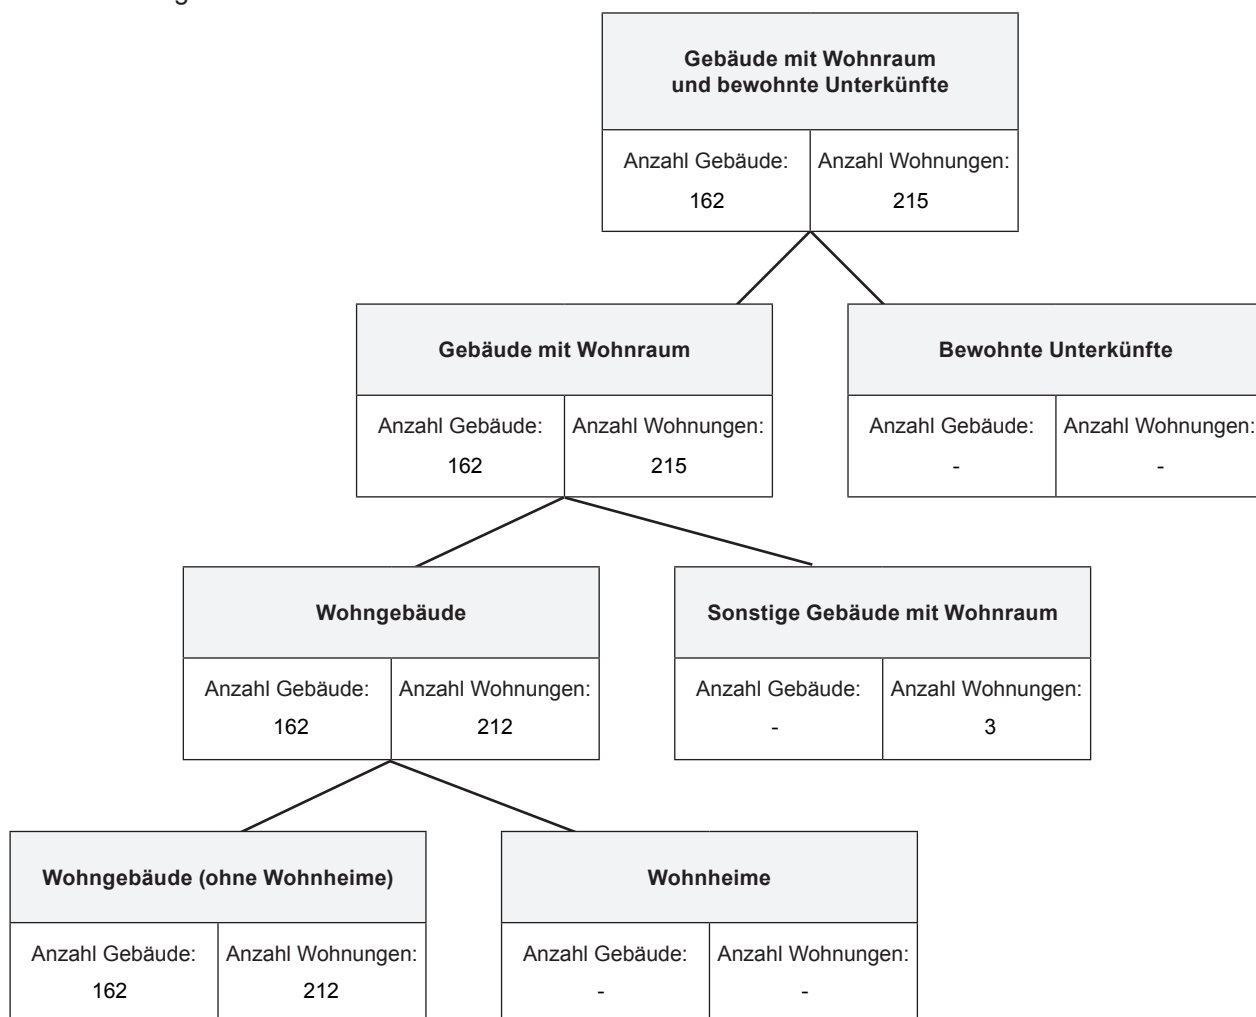 Gebäude mit Wohnraum
und bewohnte Unterkünfte
Anzahl Gebäude: Anzahl Wohnungen:
162 215
Gebäude mit Wohnraum
Anzahl Gebäude: Anzahl Wohnungen:
162 215
Bewohnte Unterkünfte
Anzahl Gebäude: Anzahl Wohnungen:
- -
Wohngebäude
Anzahl Gebäude: Anzahl Wohnungen:
162 212
Sonstige Gebäude mit Wohnraum
Anzahl Gebäude: Anzahl Wohnungen:
- 3
Wohngebäude (ohne Wohnheime)
Anzahl Gebäude: Anzahl Wohnungen:
162 212
Wohnheime
Anzahl Gebäude: Anzahl Wohnungen:
- -